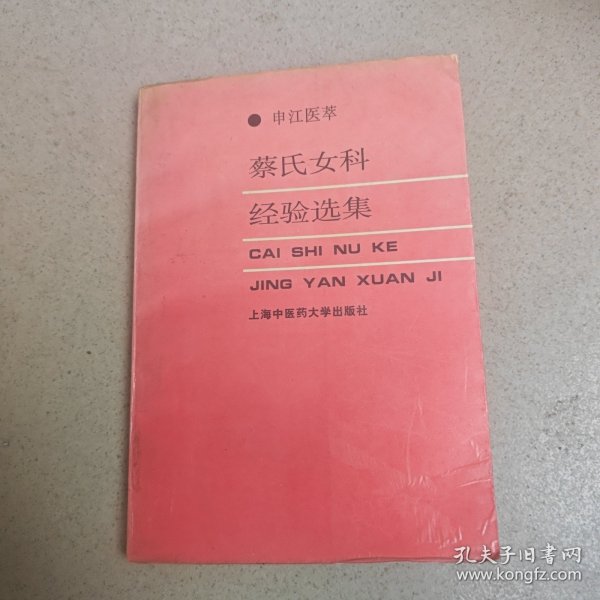 ● 申江医萃
蔡氏女科
经验选集
CAI SHI NU KE
JING YAN XUAN JI
上海中医药大学出版社
孔夫子旧书网
www.kongfz.com